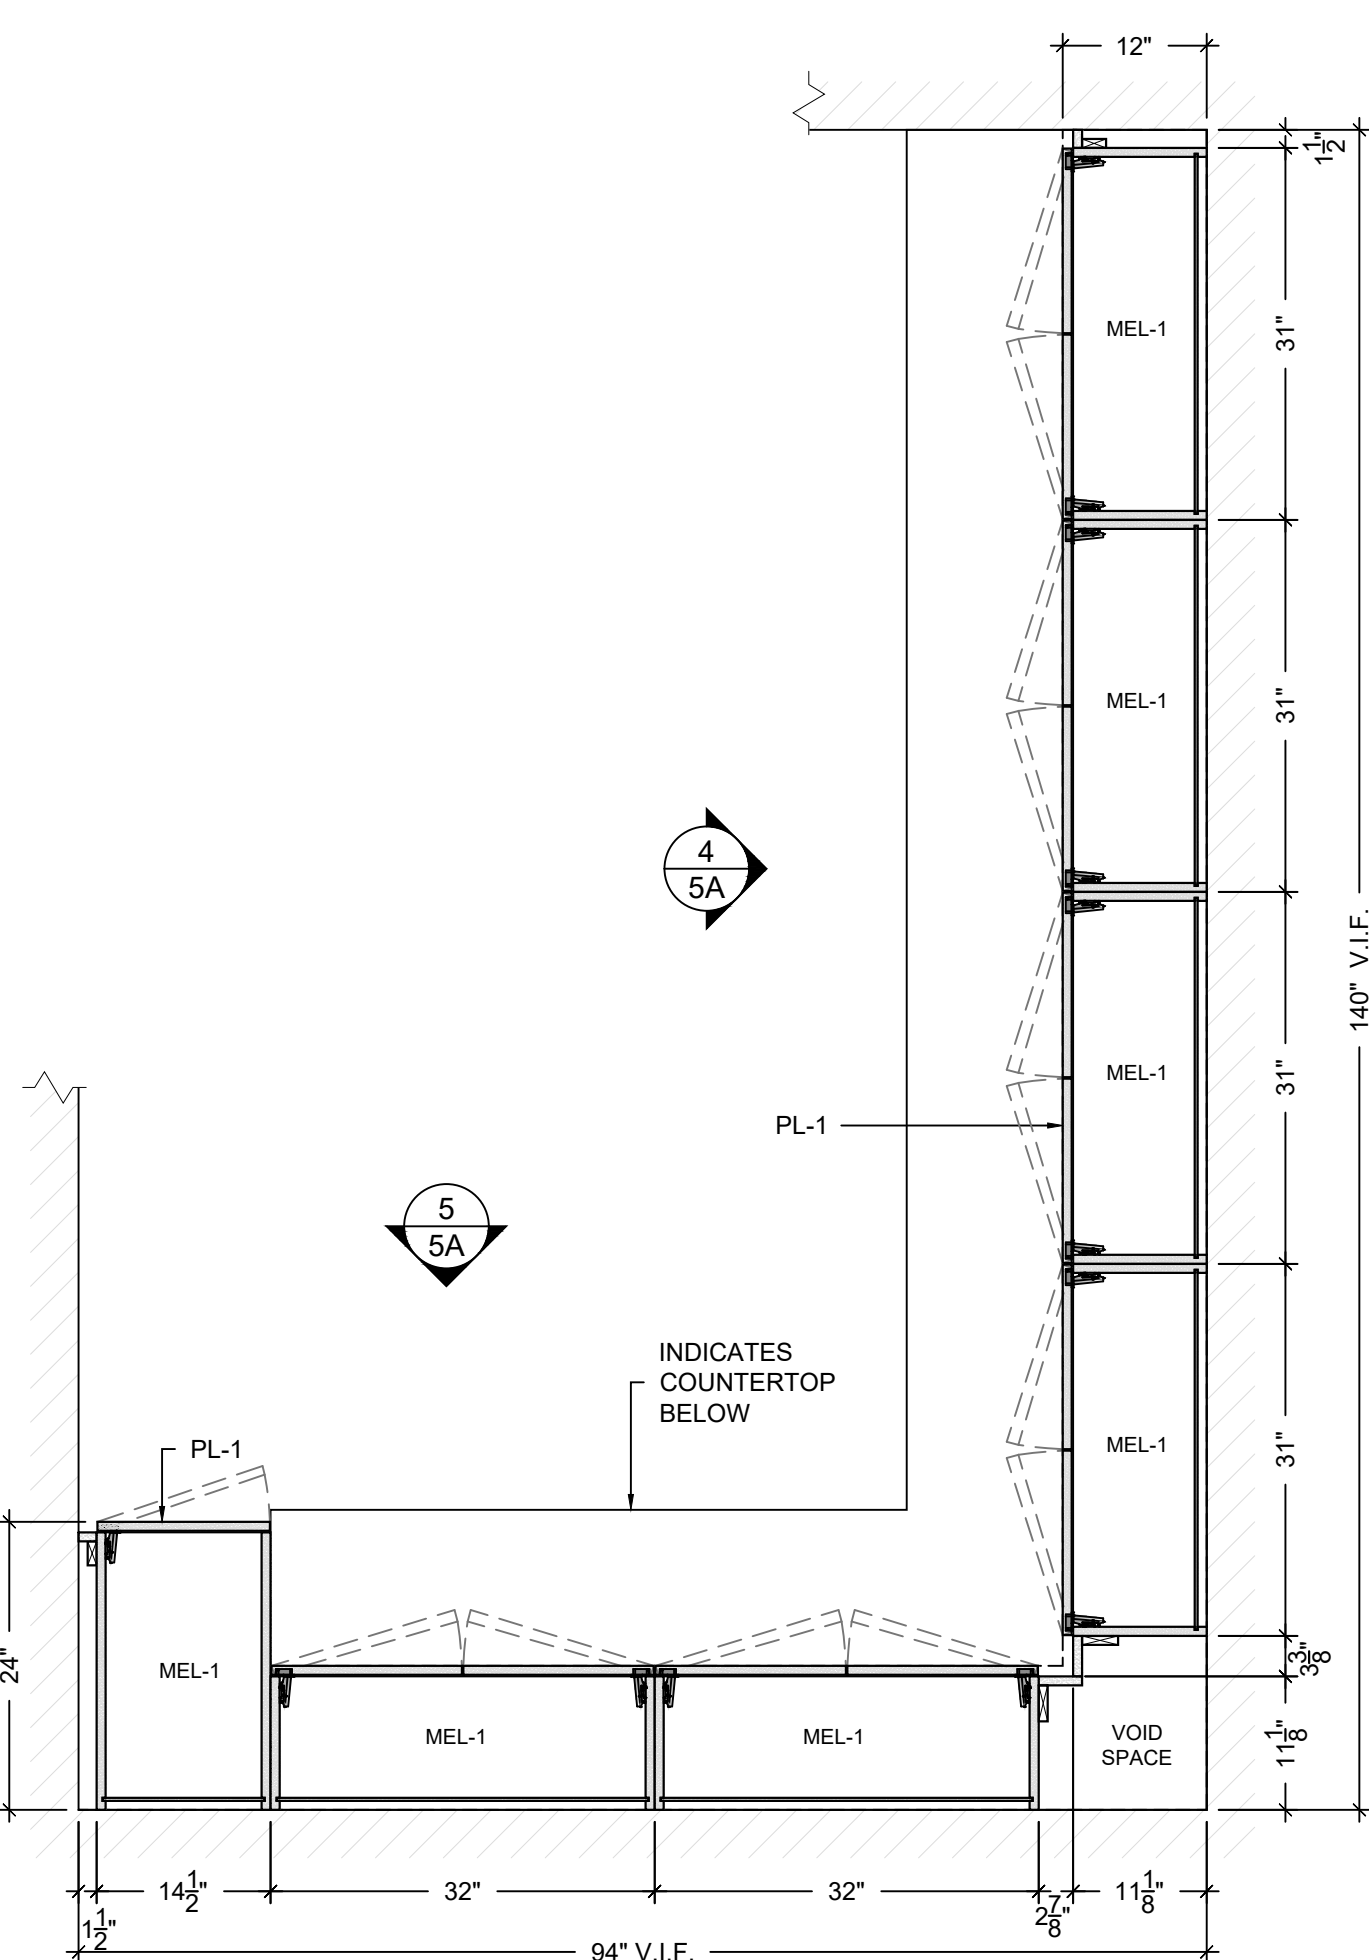 12"
1 1/2"
MEL-1
31"
MEL-1
31"
4
5A
140" V.I.F.
MEL-1
31"
PL-1
5
5A
INDICATES
COUNTERTOP
BELOW
MEL-1
31"
PL-1
24"
MEL-1
MEL-1
MEL-1
3 3/8"
VOID
SPACE
11 1/8"
1 1/2"
14 1/2"
32"
32"
2 7/8"
11 1/8"
94" V.I.F.